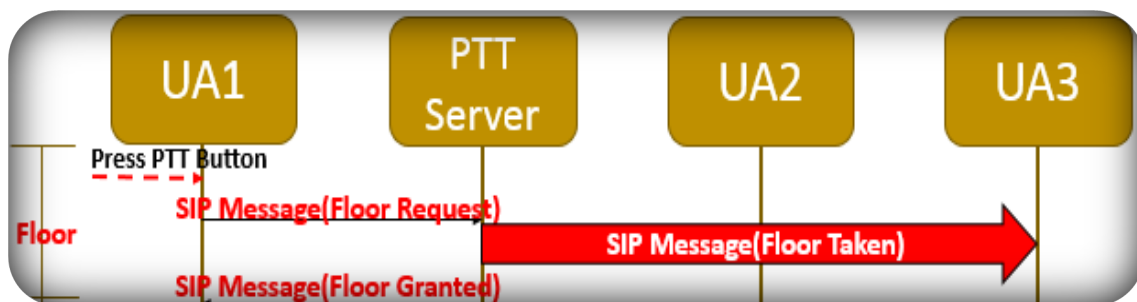 UA1
PTT
Server
UA2
UA3
Press PTT Button
SIP Message(Floor Request)
Floor
SIP Message(Floor Taken)
SIP Message(Floor Granted)